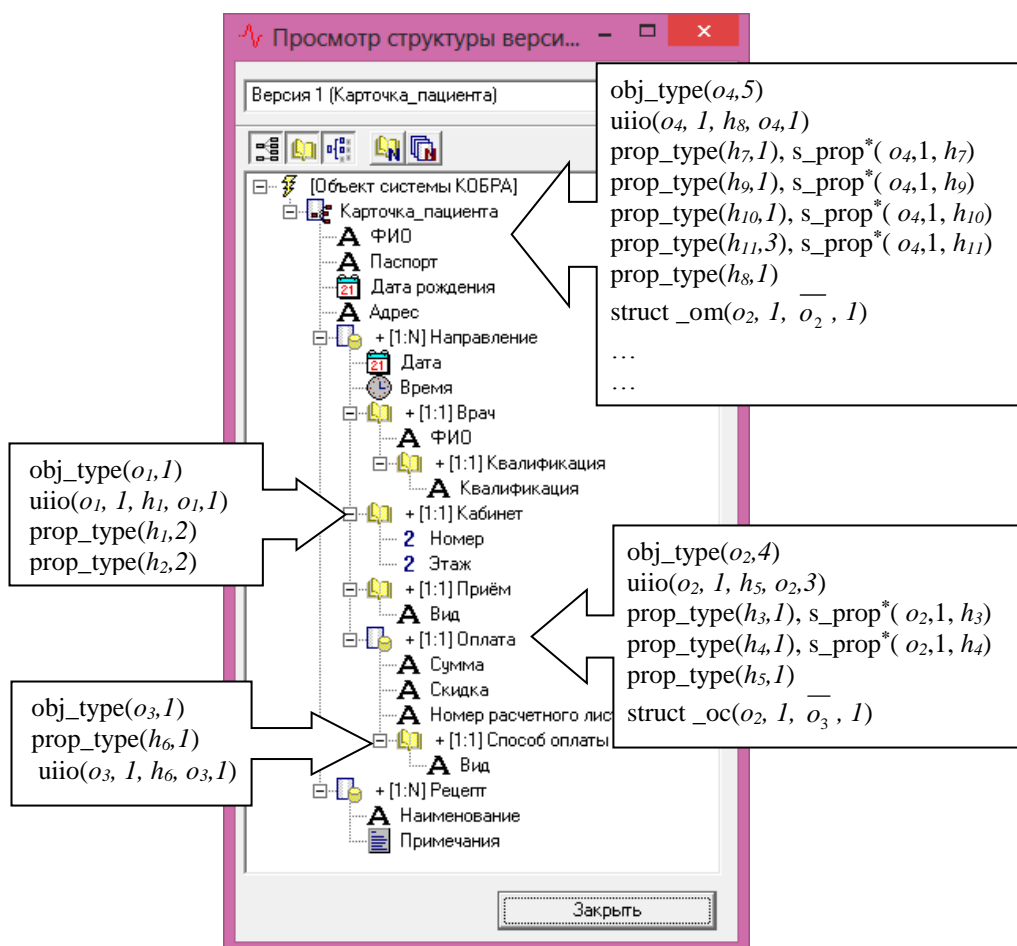 Просмотр структуры верси...
Версия 1 (Карточка_пациента)
[Объект системы КОБРА]
Карточка_пациента
ФИО
Паспорт
Дата рождения
Адрес
+ [1:N] Направление
Дата
Время
+ [1:1] Врач
ФИО
+ [1:1] Квалификация
Квалификация
+ [1:1] Кабинет
2 Номер
2 Этаж
+ [1:1] Приём
Вид
+ [1:1] Оплата
Сумма
Скидка
Номер расчетного лист
+ [1:1] Способ оплаты
Вид
+ [1:N] Рецепт
Наименование
Примечания
Закрыть
obj_type(o4,5)
uiio(o4, 1, h8, o4,1)
prop_type(h7,1), s_prop*( o4,1, h7)
prop_type(h9,1), s_prop*( o4,1, h9)
prop_type(h10,1), s_prop*( o4,1, h10)
prop_type(h11,3), s_prop*( o4,1, h11)
prop_type(h8,1)
struct _om(o2, 1, o̅2 , 1)
…
…
obj_type(o1,1)
uiio(o1, 1, h1, o1,1)
prop_type(h1,2)
prop_type(h2,2)
obj_type(o2,4)
uiio(o2, 1, h5, o2,3)
prop_type(h3,1), s_prop*( o2,1, h3)
prop_type(h4,1), s_prop*( o2,1, h4)
prop_type(h5,1)
struct _oc(o2, 1, o̅3 , 1)
obj_type(o3,1)
prop_type(h6,1)
uiio(o3, 1, h6, o3,1)